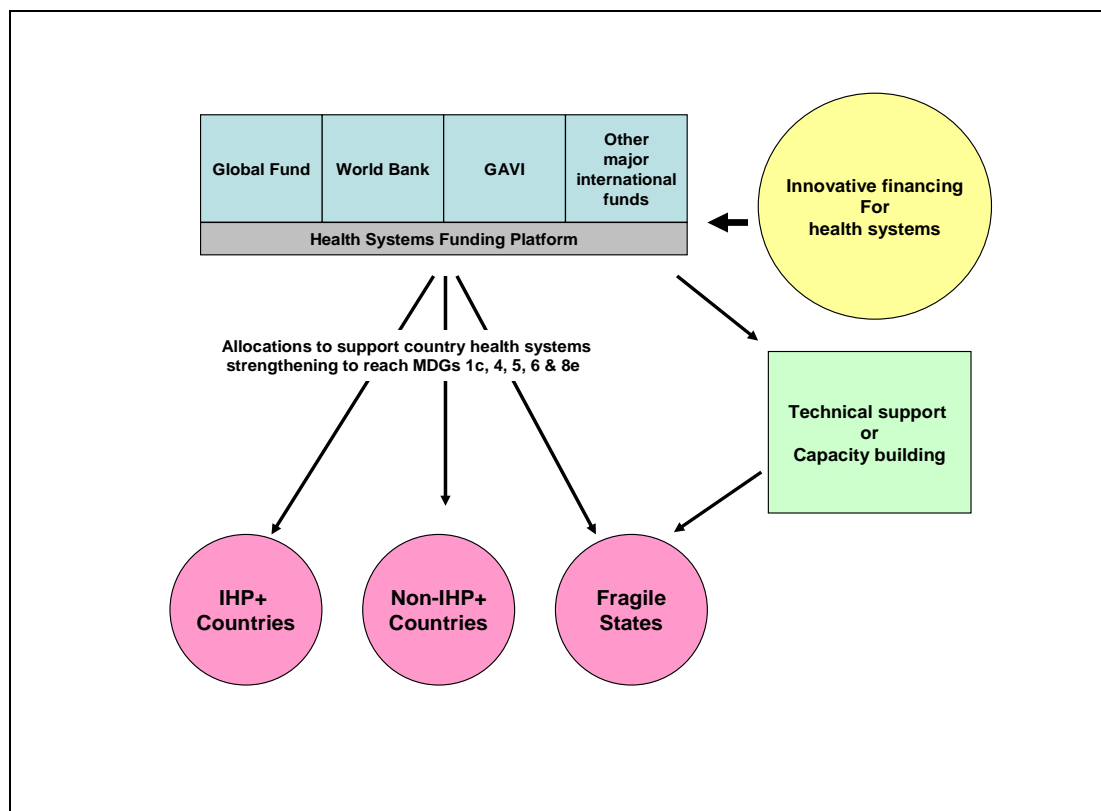 Global Fund
World Bank
GAVI
Other
major
international
funds
Health Systems Funding Platform
Innovative financing
For
health systems
Allocations to support country health systems
strengthening to reach MDGs 1c, 4, 5, 6 & 8e
Technical support
or
Capacity building
IHP+
Countries
Non-IHP+
Countries
Fragile
States